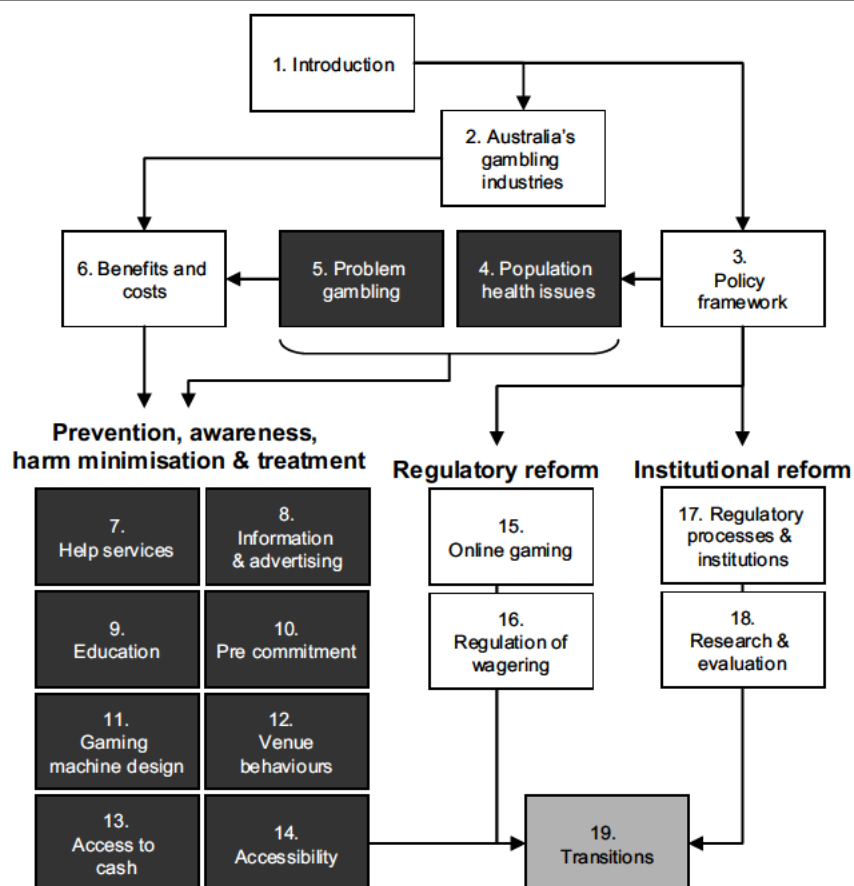 1. Introduction
2. Australia's
gambling
industries
6. Benefits and
costs
5. Problem
gambling
4. Population
health issues
3.
Policy
framework
Prevention, awareness,
harm minimisation & treatment
Regulatory reform
Institutional reform
7.
Help services
8.
Information
& advertising
9.
Education
10.
Pre commitment
11.
Gaming
machine design
12.
Venue
behaviours
13.
Access to
cash
14.
Accessibility
15.
Online gaming
16.
Regulation of
wagering
17. Regulatory
processes &
institutions
18.
Research &
evaluation
19.
Transitions